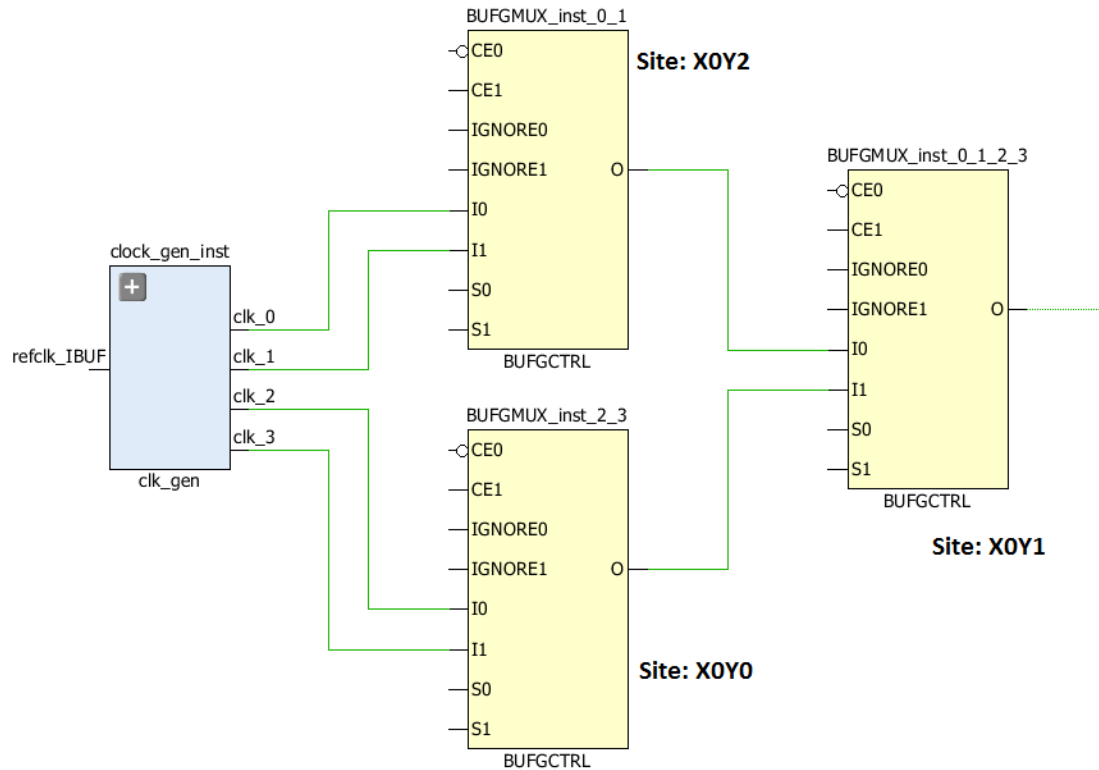 BUFGMUX_inst_0_1
CE0
Site: X0Y2
CE1
IGNORE0
IGNORE1
O
I0
I1
S0
S1
BUFGCTRL
clock_gen_inst
+
refclk_IBUF
clk_0
clk_1
clk_2
clk_3
clk_gen
BUFGMUX_inst_2_3
CE0
CE1
IGNORE0
IGNORE1
O
I0
I1
S0
S1
Site: X0Y0
BUFGCTRL
BUFGMUX_inst_0_1_2_3
CE0
CE1
IGNORE0
IGNORE1
O
I0
I1
S0
S1
BUFGCTRL
Site: X0Y1